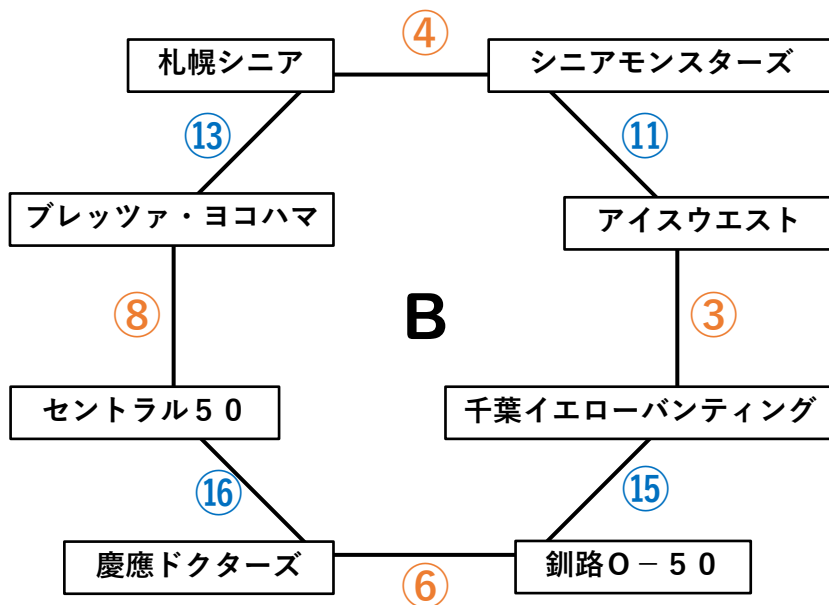 ④
札幌シニア
シニアモンスターズ
⑬
⑪
ブレッツァ・ヨコハマ
アイスウエスト
⑧
B
③
セントラル５０
千葉イエローバンティング
⑯
⑮
慶應ドクターズ
釧路O－５０
⑥